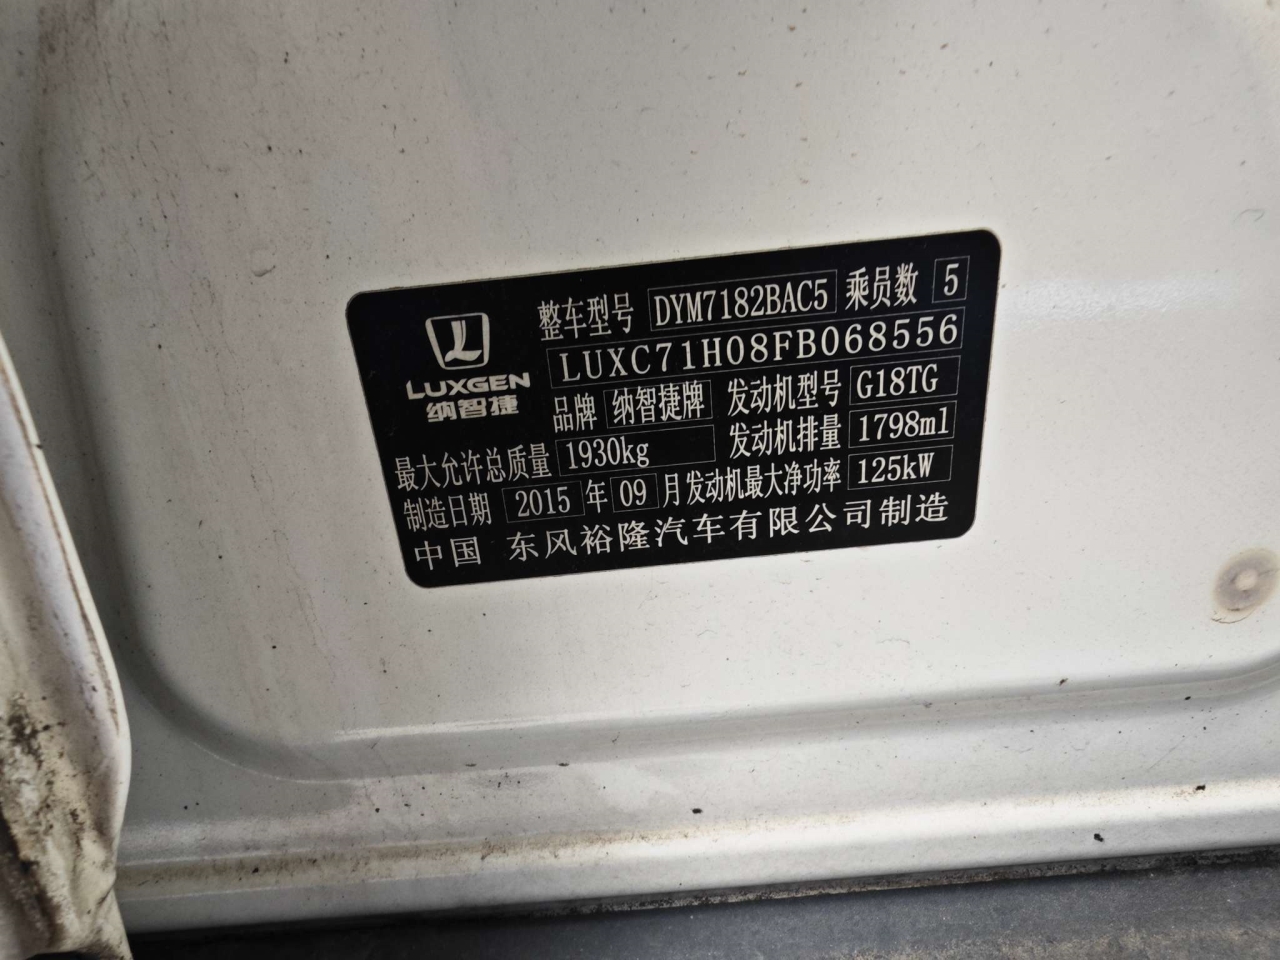 整车型号 DYM7182BAC5 乘员数 5
LUXC71H08FB068556
LUXGEN
纳智捷
品牌 纳智捷牌 发动机型号 G18TG
最大允许总质量 1930kg 发动机排量 1798ml
制造日期 2015 年 09 月 发动机最大净功率 125kW
中国 东风裕隆汽车有限公司制造